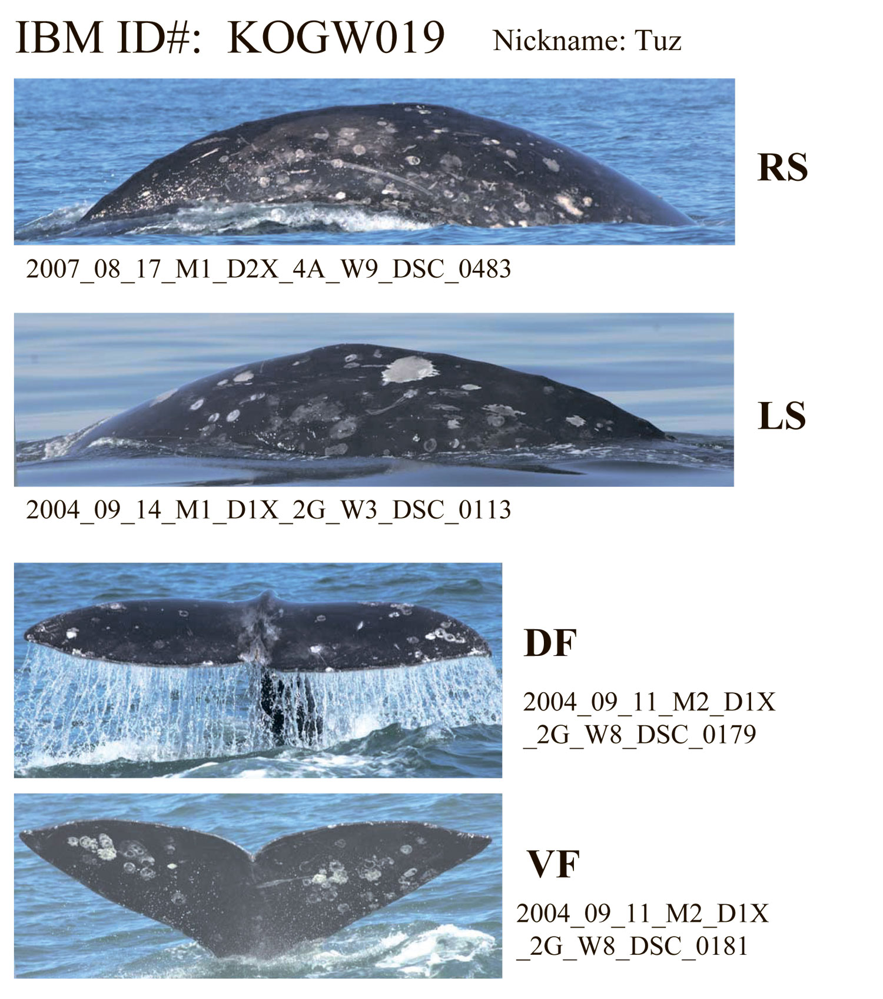 IBM ID#: KOGW019 Nickname: Tuz
RS
2007_08_17_M1_D2X_4A_W9_DSC_0483
LS
2004_09_14_M1_D1X_2G_W3_DSC_0113
DF
2004_09_11_M2_D1X
_2G_W8_DSC_0179
VF
2004_09_11_M2_D1X
_2G_W8_DSC_0181